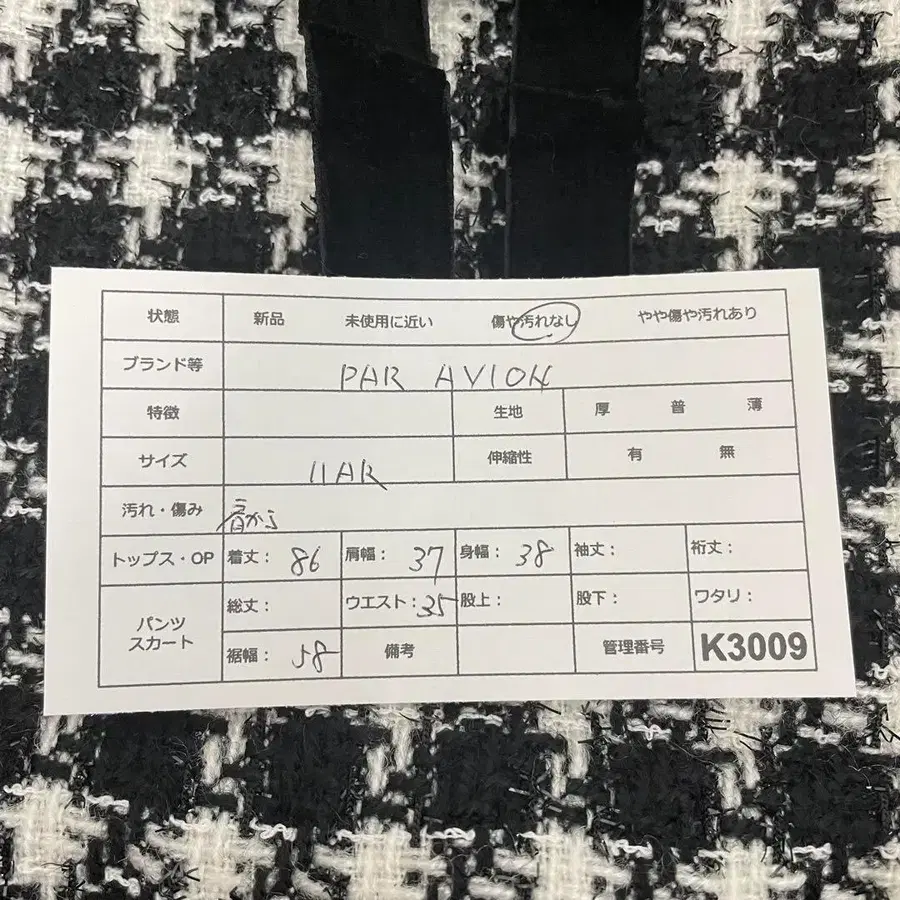 状態 新品 未使用に近い 傷や汚れなし やや傷や汚れあり
ブランド等 PAR AVION
特徴 生地 厚 普 薄
サイズ 11AR 伸縮性 有 無
汚れ・傷み 肩から
トップス・OP 着丈: 86 肩幅: 37 身幅: 38 袖丈: 裄丈:
パンツ スカート 総丈: ウエスト: 35 股上: 股下: ワタリ:
裾幅: 58 備考 管理番号 K3009